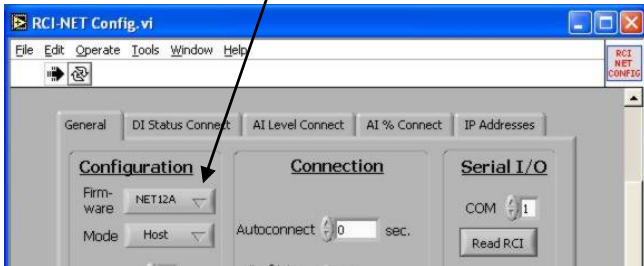 RCI-NET Config.vi
File Edit Operate Tools Window Help
RCI
NET
CONFIG
General DI Status Connect AI Level Connect AI % Connect IP Addresses
Configuration Connection Serial I/O
Firm-
ware NET12A
COM 1
Mode Host Autoconnect 0 sec.
Read RCI